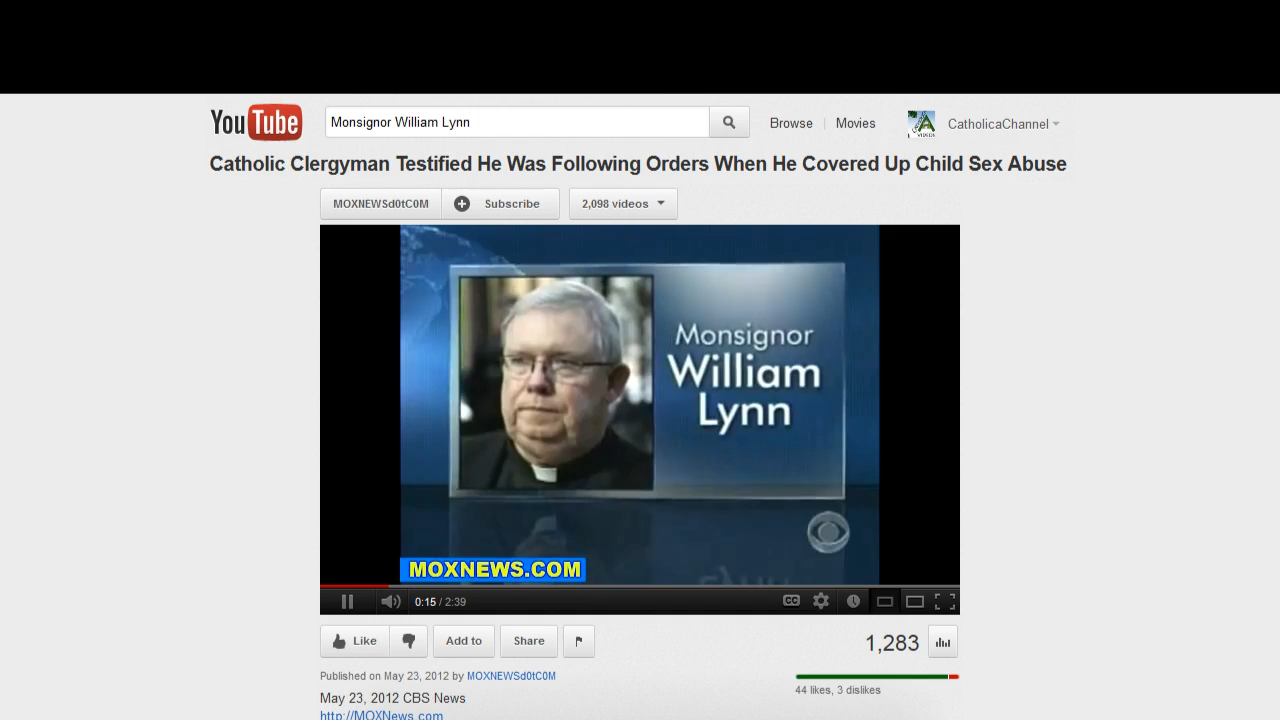 YouTube
Monsignor William Lynn
Browse
Movies
CatholicaChannel
Catholic Clergyman Testified He Was Following Orders When He Covered Up Child Sex Abuse
MOXNEWSd0tC0M
Subscribe
2,098 videos
Monsignor
William
Lynn
MOXNEWS.COM
0:15 / 2:39
CC
Like
Add to
Share
1,283
Published on May 23, 2012 by MOXNEWSd0tC0M
44 likes, 3 dislikes
May 23, 2012 CBS News
http://MOXNews.com